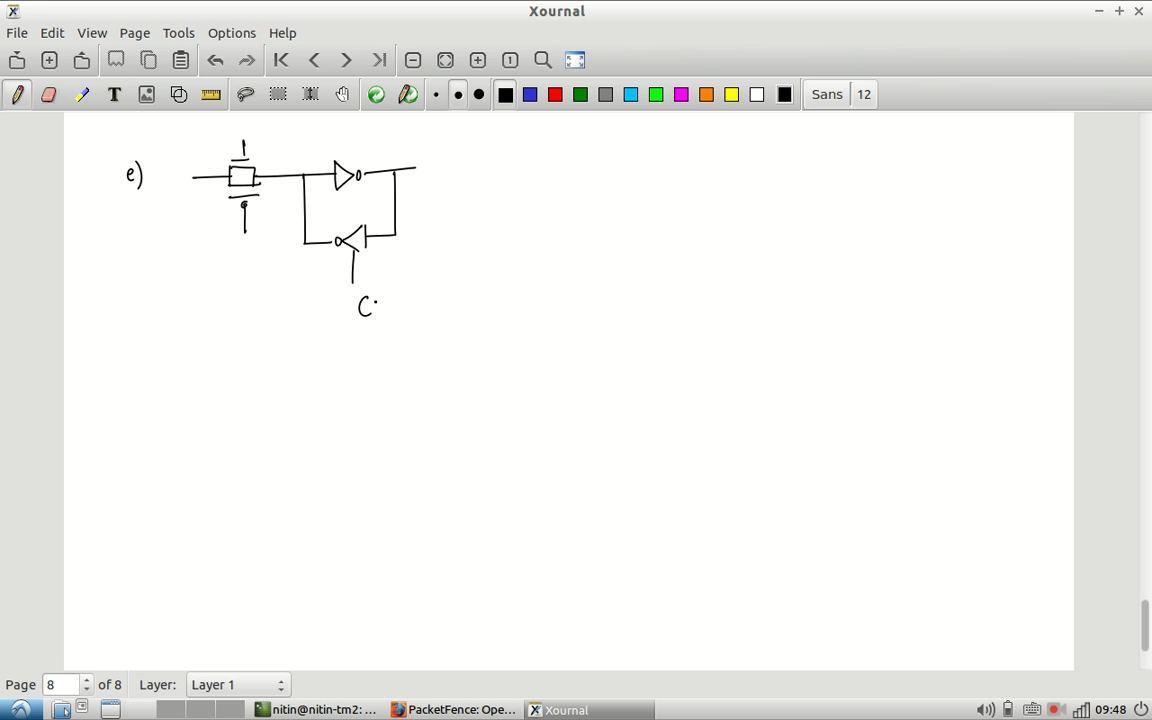 Xournal
File Edit View Page Tools Options Help
Sans 12
e)
C
Page 8 of 8 Layer: Layer 1
nitin@nitin-tm2: ... PacketFence: Ope... Xournal 09:48